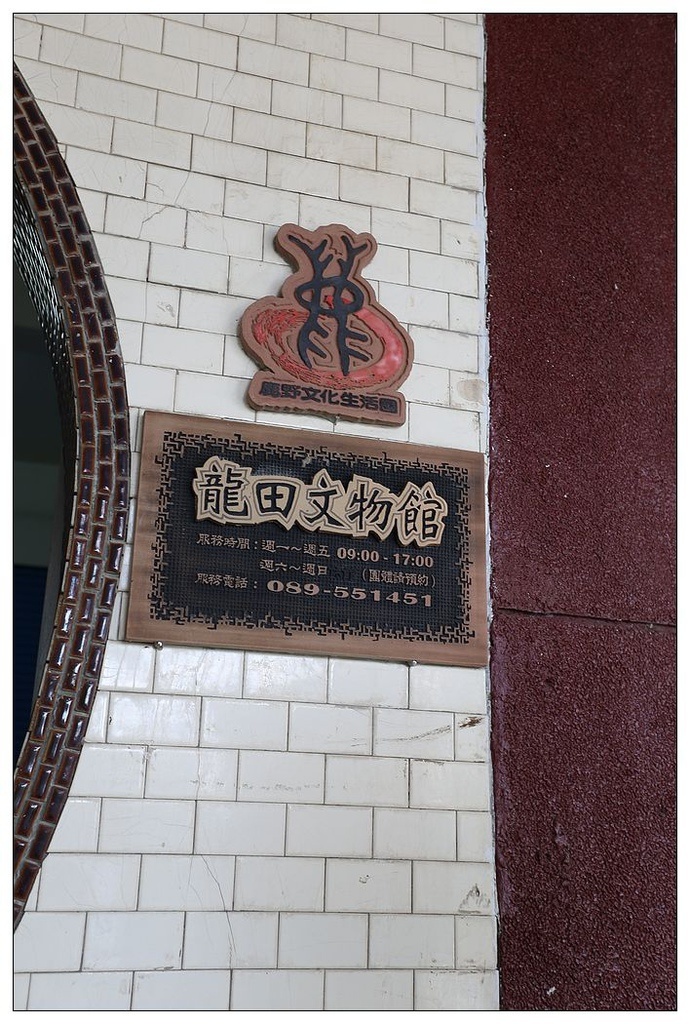 鹿野文化生活圈
龍田文物館
服務時間：週一～週五 09:00 - 17:00
週六～週日 （團體請預約）
服務電話：089-551451